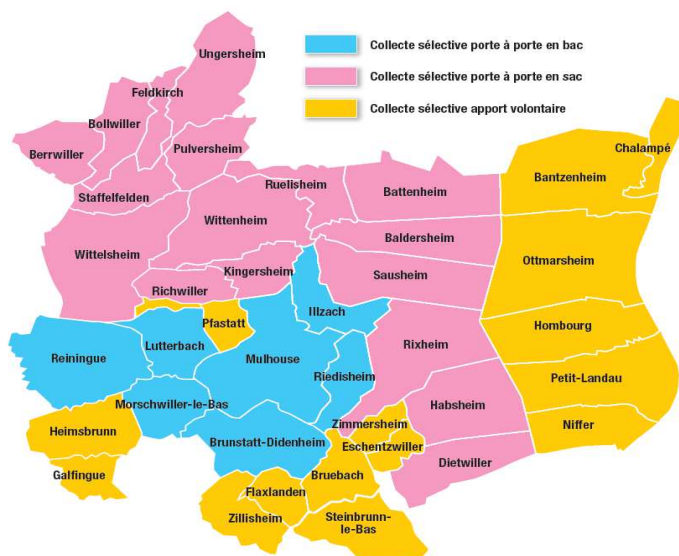 Collecte sélective porte à porte en bac
Collecte sélective porte à porte en sac
Collecte sélective apport volontaire
Ungersheim
Feldkirch
Bollwiller
Berrwiller
Pulversheim
Staffelfelden
Ruelisheim
Battenheim
Bantzenheim
Chalampé
Wittenheim
Wittelsheim
Baldersheim
Ottmarsheim
Kingersheim
Sausheim
Richwiller
Illzach
Pfastatt
Hombourg
Lutterbach
Rixheim
Reiningue
Mulhouse
Riedisheim
Petit-Landau
Morschwiller-le-Bas
Habsheim
Zimmersheim
Niffer
Heimsbrunn
Brunstatt-Didenheim
Eschentzwiller
Dietwiller
Galfingue
Bruebach
Flaxlanden
Zillisheim
Steinbrunn-
le-Bas